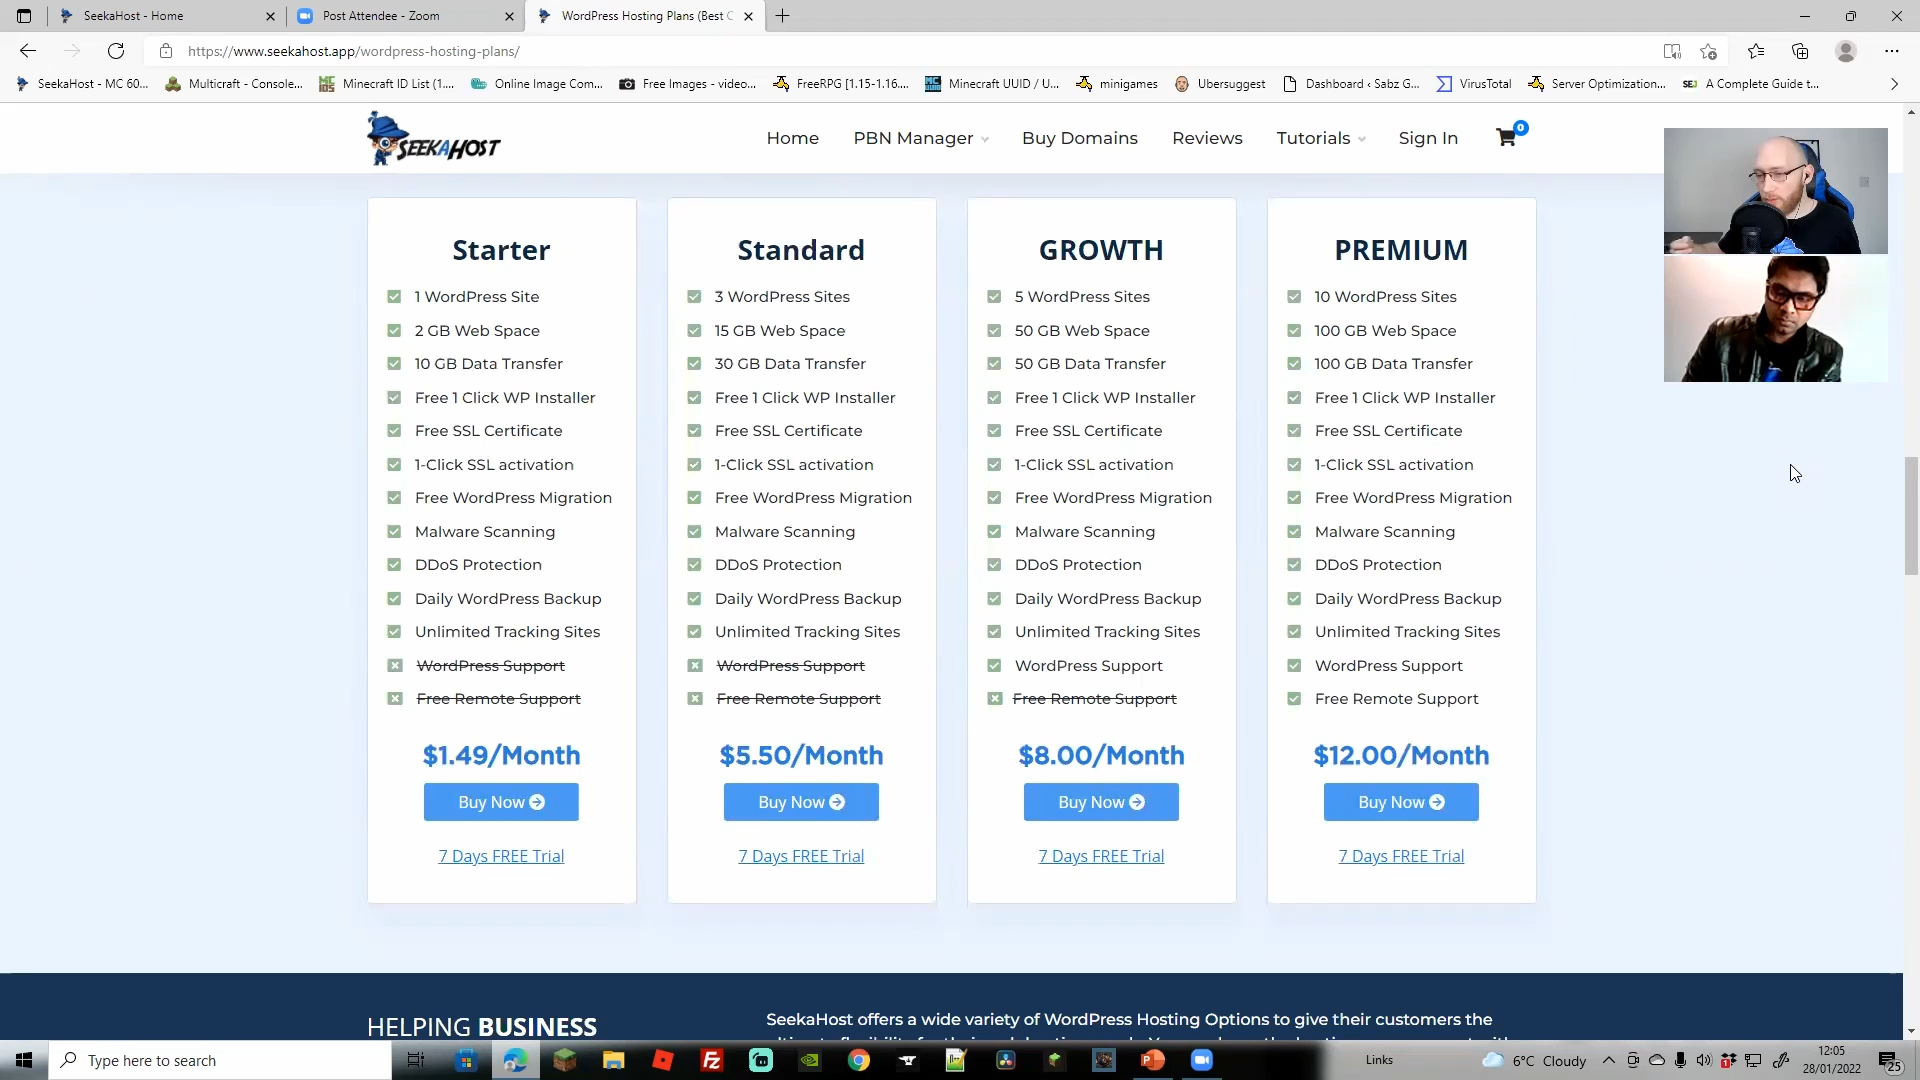 SeekaHost - Home
Post Attendee - Zoom
WordPress Hosting Plans (Best C
https://www.seekahost.app/wordpress-hosting-plans/
SeekaHost - MC 60...
Multicraft - Console...
Minecraft ID List (1....
Online Image Com...
Free Images - video...
FreeRPG [1.15-1.16....
Minecraft UUID / U...
minigames
Ubersuggest
Dashboard ‹ Sabz G...
VirusTotal
Server Optimization...
A Complete Guide t...
SEEKAHOST
Home
PBN Manager
Buy Domains
Reviews
Tutorials
Sign In
0
Starter
1 WordPress Site
2 GB Web Space
10 GB Data Transfer
Free 1 Click WP Installer
Free SSL Certificate
1-Click SSL activation
Free WordPress Migration
Malware Scanning
DDoS Protection
Daily WordPress Backup
Unlimited Tracking Sites
WordPress Support
Free Remote Support
$1.49/Month
Buy Now
7 Days FREE Trial
Standard
3 WordPress Sites
15 GB Web Space
30 GB Data Transfer
Free 1 Click WP Installer
Free SSL Certificate
1-Click SSL activation
Free WordPress Migration
Malware Scanning
DDoS Protection
Daily WordPress Backup
Unlimited Tracking Sites
WordPress Support
Free Remote Support
$5.50/Month
Buy Now
7 Days FREE Trial
GROWTH
5 WordPress Sites
50 GB Web Space
50 GB Data Transfer
Free 1 Click WP Installer
Free SSL Certificate
1-Click SSL activation
Free WordPress Migration
Malware Scanning
DDoS Protection
Daily WordPress Backup
Unlimited Tracking Sites
WordPress Support
Free Remote Support
$8.00/Month
Buy Now
7 Days FREE Trial
PREMIUM
10 WordPress Sites
100 GB Web Space
100 GB Data Transfer
Free 1 Click WP Installer
Free SSL Certificate
1-Click SSL activation
Free WordPress Migration
Malware Scanning
DDoS Protection
Daily WordPress Backup
Unlimited Tracking Sites
WordPress Support
Free Remote Support
$12.00/Month
Buy Now
7 Days FREE Trial
HELPING BUSINESS
SeekaHost offers a wide variety of WordPress Hosting Options to give their customers the
Type here to search
Links
6°C Cloudy
12:05
28/01/2022
25